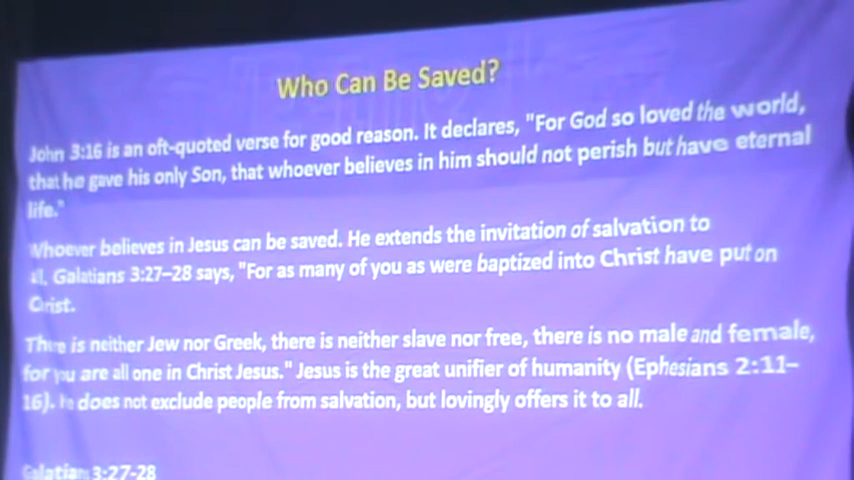 Who Can Be Saved?
John 3:16 is an oft-quoted verse for good reason. It declares, "For God so loved the world,
that he gave his only Son, that whoever believes in him should not perish but have eternal
life."
Whoever believes in Jesus can be saved. He extends the invitation of salvation to
all. Galatians 3:27–28 says, "For as many of you as were baptized into Christ have put on
Christ.
There is neither Jew nor Greek, there is neither slave nor free, there is no male and female,
for you are all one in Christ Jesus." Jesus is the great unifier of humanity (Ephesians 2:11–
16). He does not exclude people from salvation, but lovingly offers it to all.
Galatians 3:27-28